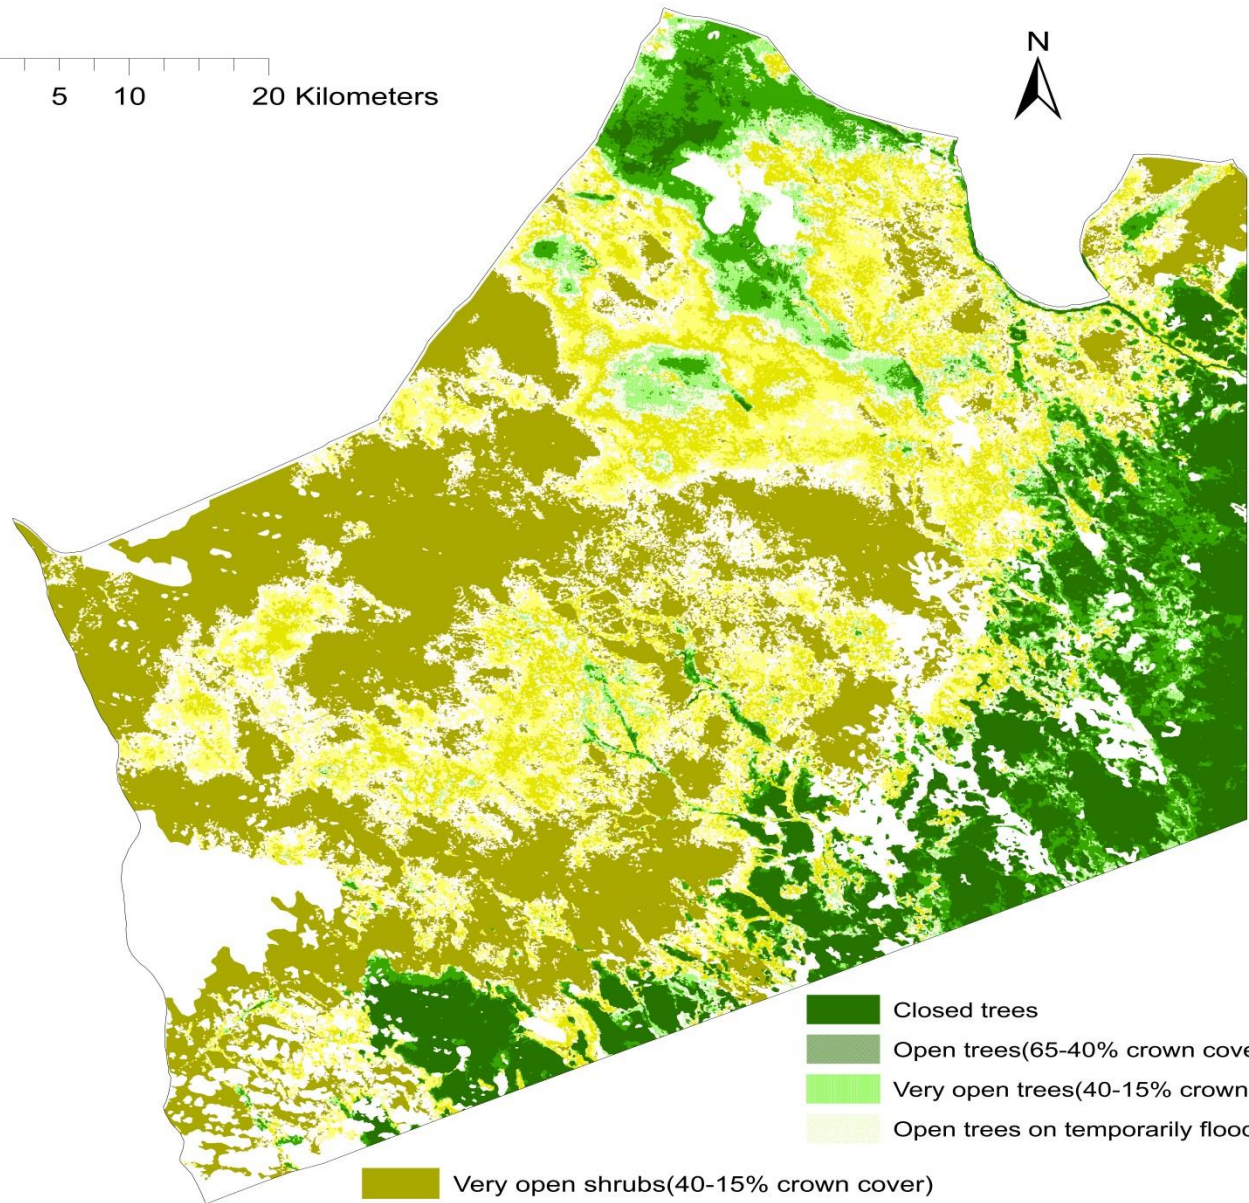 N
5 10 20 Kilometers
Closed trees
Open trees(65-40% crown cove
Very open trees(40-15% crown
Open trees on temporarily flooc
Very open shrubs(40-15% crown cover)